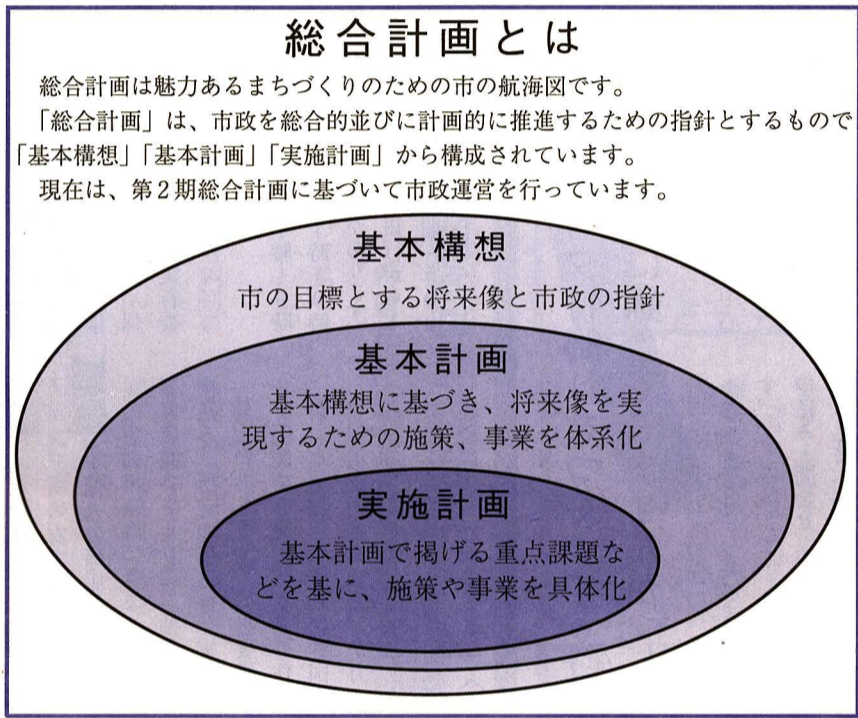 総合計画とは
総合計画は魅力あるまちづくりのための市の航海図です。
「総合計画」は、市政を総合的並びに計画的に推進するための指針とするもので
「基本構想」「基本計画」「実施計画」から構成されています。
現在は、第2期総合計画に基づいて市政運営を行っています。
基本構想
市の目標とする将来像と市政の指針
基本計画
基本構想に基づき、将来像を実
現するための施策、事業を体系化
実施計画
基本計画で掲げる重点課題な
どを基に、施策や事業を具体化